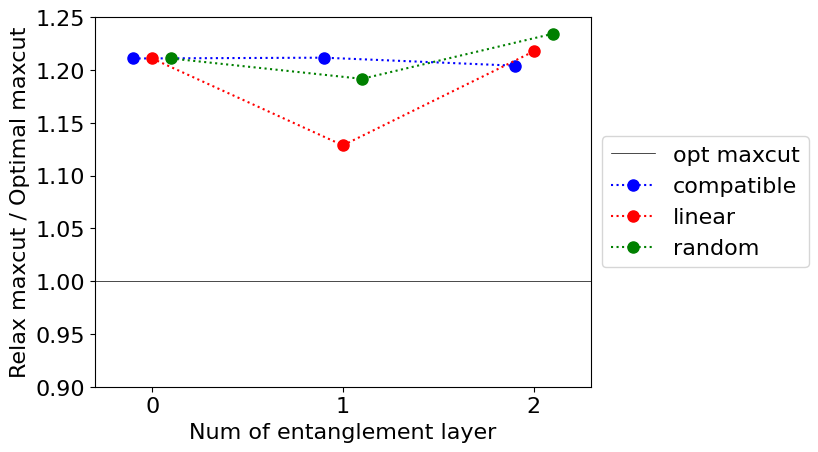 Relax maxcut / Optimal maxcut
1.25
1.20
1.15
1.10
1.05
1.00
0.95
0.90
0
1
2
Num of entanglement layer
opt maxcut
compatible
linear
random